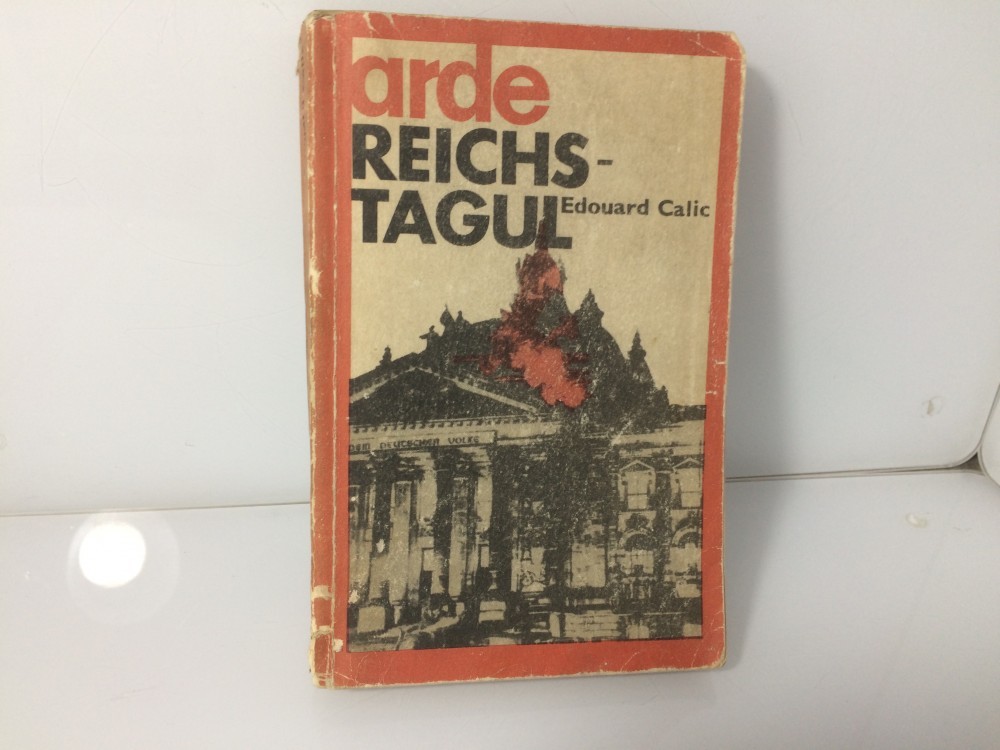 arde
REICHS-
TAGUL
Edouard Calic
DEM DEUTSCHEN VOLKE